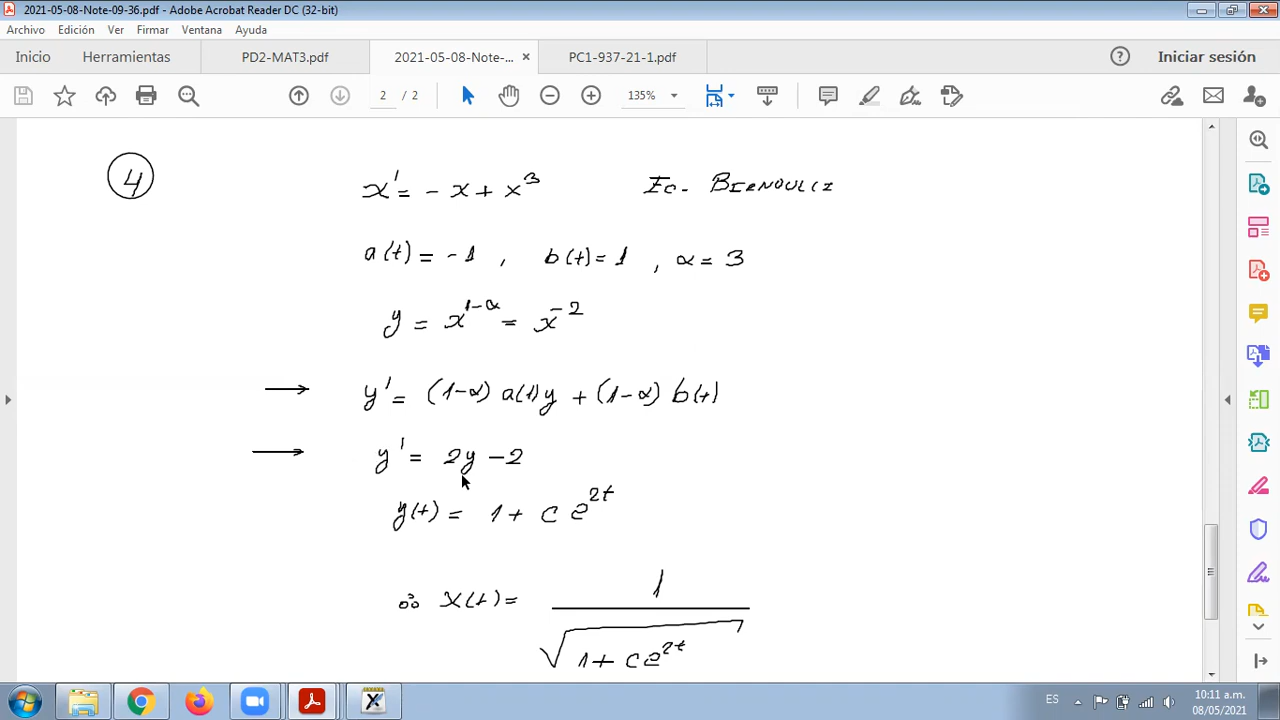 2021-05-08-Note-09-36.pdf - Adobe Acrobat Reader DC (32-bit)
Archivo Edición Ver Firmar Ventana Ayuda
Inicio Herramientas PD2-MAT3.pdf 2021-05-08-Note-... × PC1-937-21-1.pdf Iniciar sesión
2 / 2 135%
4
x' = - x + x^3 Ec. BERNOULLI
a(t) = -1 , b(t) = 1 , α = 3
y = x^{1-α} = x^{-2}
→ y' = (1-α) a(t) y + (1-α) b(t)
→ y' = 2y - 2
y(t) = 1 + c e^{2t}
∴ x(t) = 1 / √(1 + c e^{2t})
ES 10:11 a.m.
08/05/2021